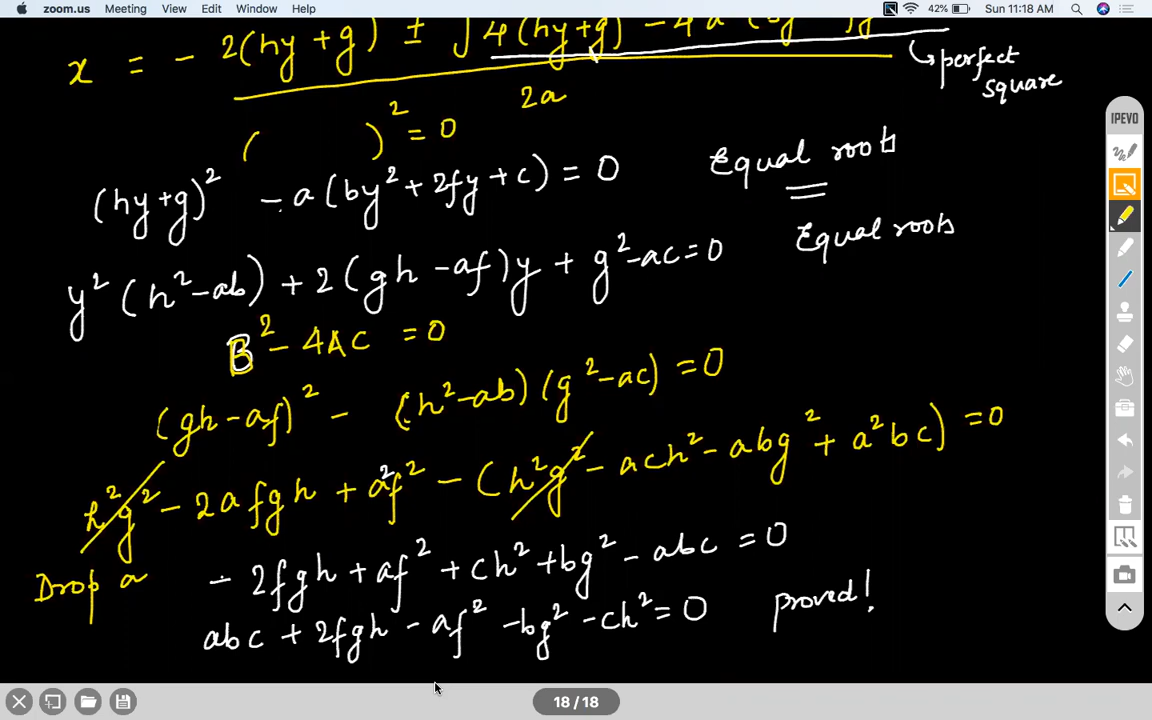 zoom.us Meeting View Edit Window Help 42% Sun 11:18 AM
x = - 2(hy+g) ± √4(hy+g) - 4a
2a
perfect square
( )² = 0
(hy+g)² - a(by²+2fy+c) = 0
Equal roots
y²(h²-ab) + 2(gh-af)y + g²-ac=0
Equal roots
B² - 4AC = 0
(gh-af)² - (h²-ab)(g²-ac) = 0
h²g² - 2afgh + a²f² - (h²g² - ach² - abg² + a²bc) = 0
Drop a - 2fgh + af² + ch² + bg² - abc = 0
abc + 2fgh - af² - bg² - ch² = 0 proved!
IPEVO
18 / 18